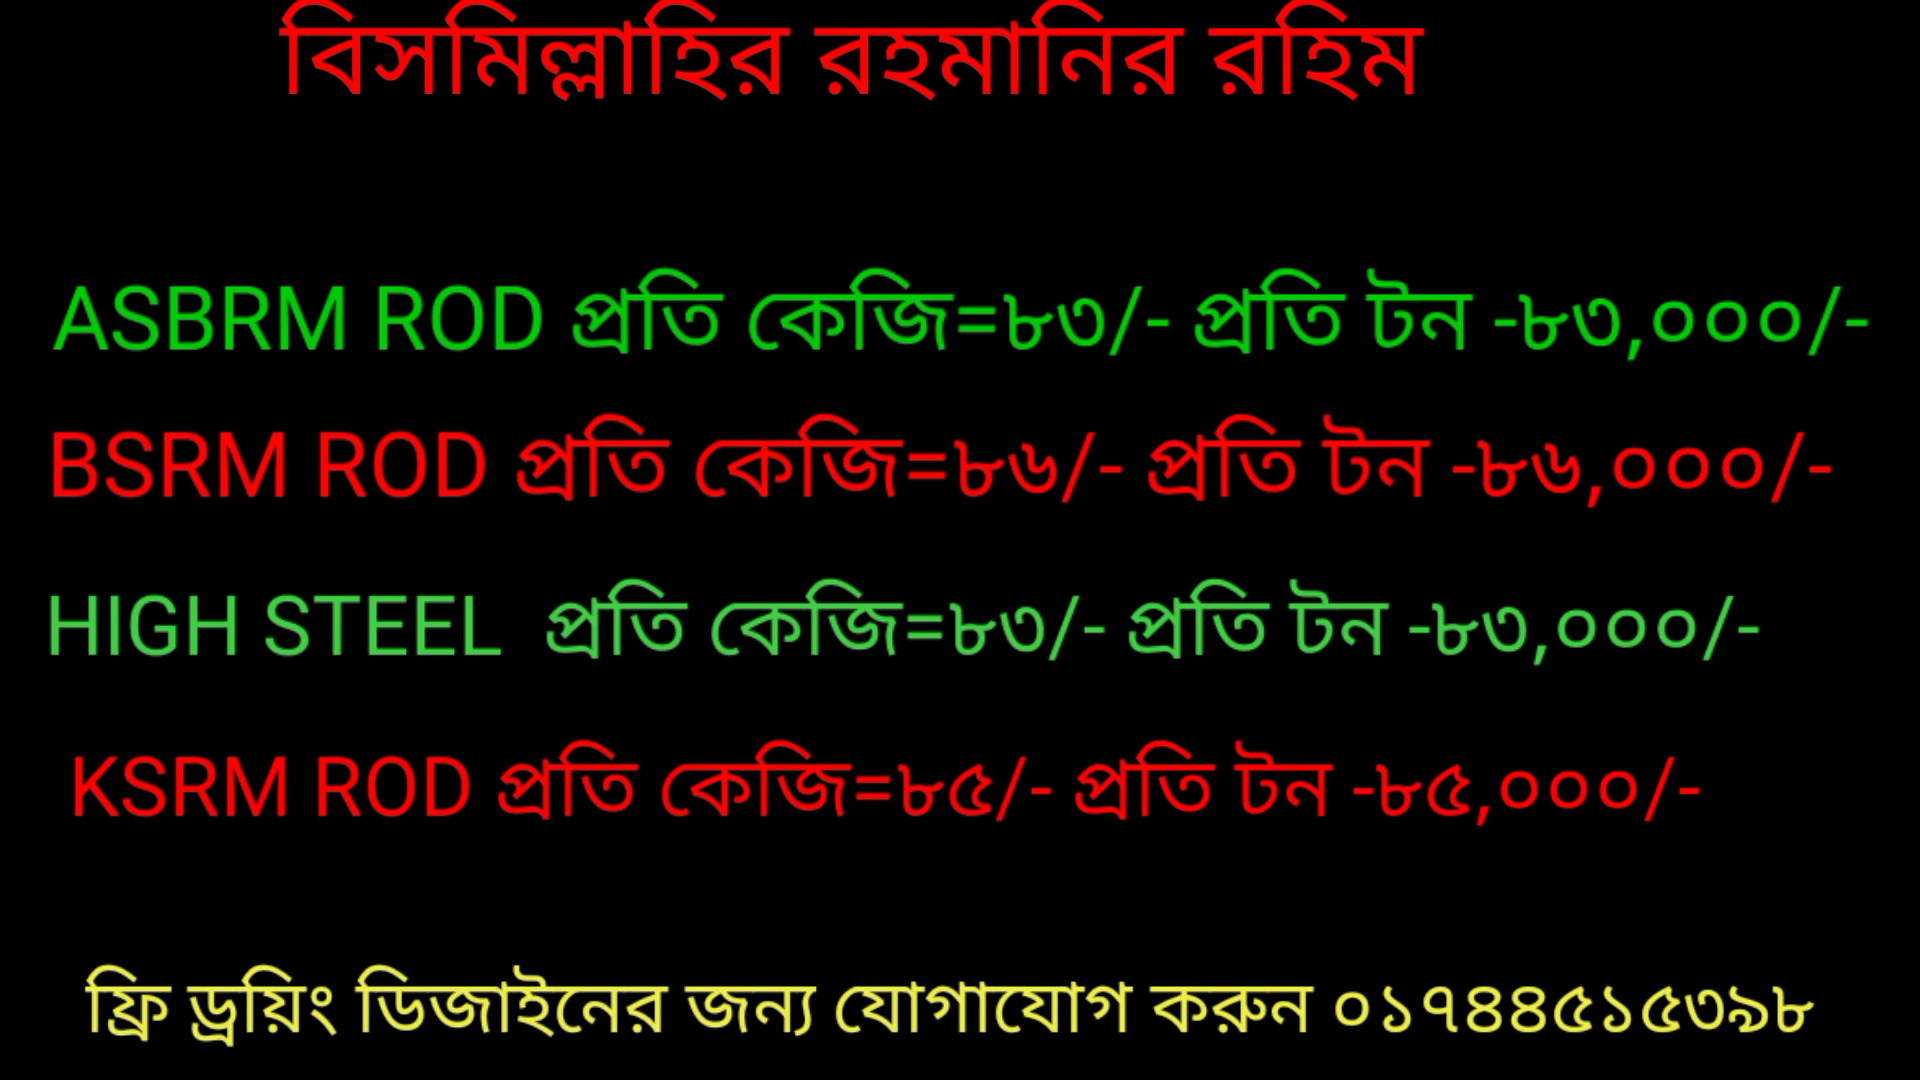 বিসমিল্লাহির রহমানির রহিম
ASBRM ROD প্রতি কেজি=৮৩/- প্রতি টন -৮৩,০০০/-
BSRM ROD প্রতি কেজি=৮৬/- প্রতি টন -৮৬,০০০/-
HIGH STEEL প্রতি কেজি=৮৩/- প্রতি টন -৮৩,০০০/-
KSRM ROD প্রতি কেজি=৮৫/- প্রতি টন -৮৫,০০০/-
ফ্রি ড্রয়িং ডিজাইনের জন্য যোগাযোগ করুন ০১৭৪৪৫১৫৩৯৮